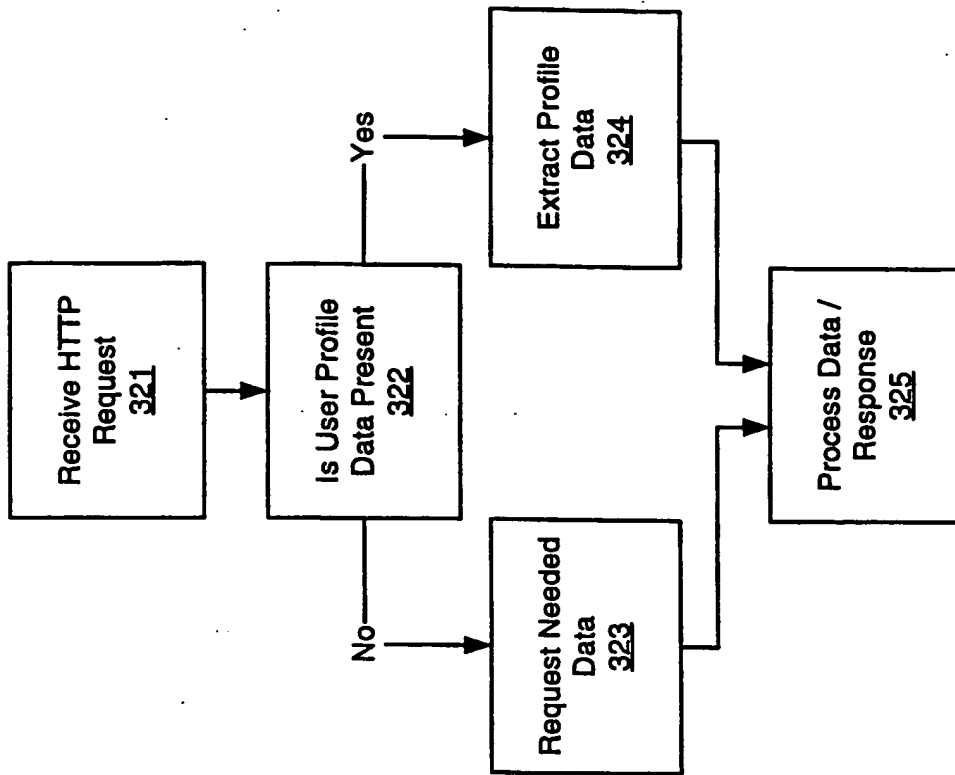 Receive HTTP
Request
321
Is User Profile
Data Present
322
No
Yes
Request Needed
Data
323
Extract Profile
Data
324
Process Data /
Response
325